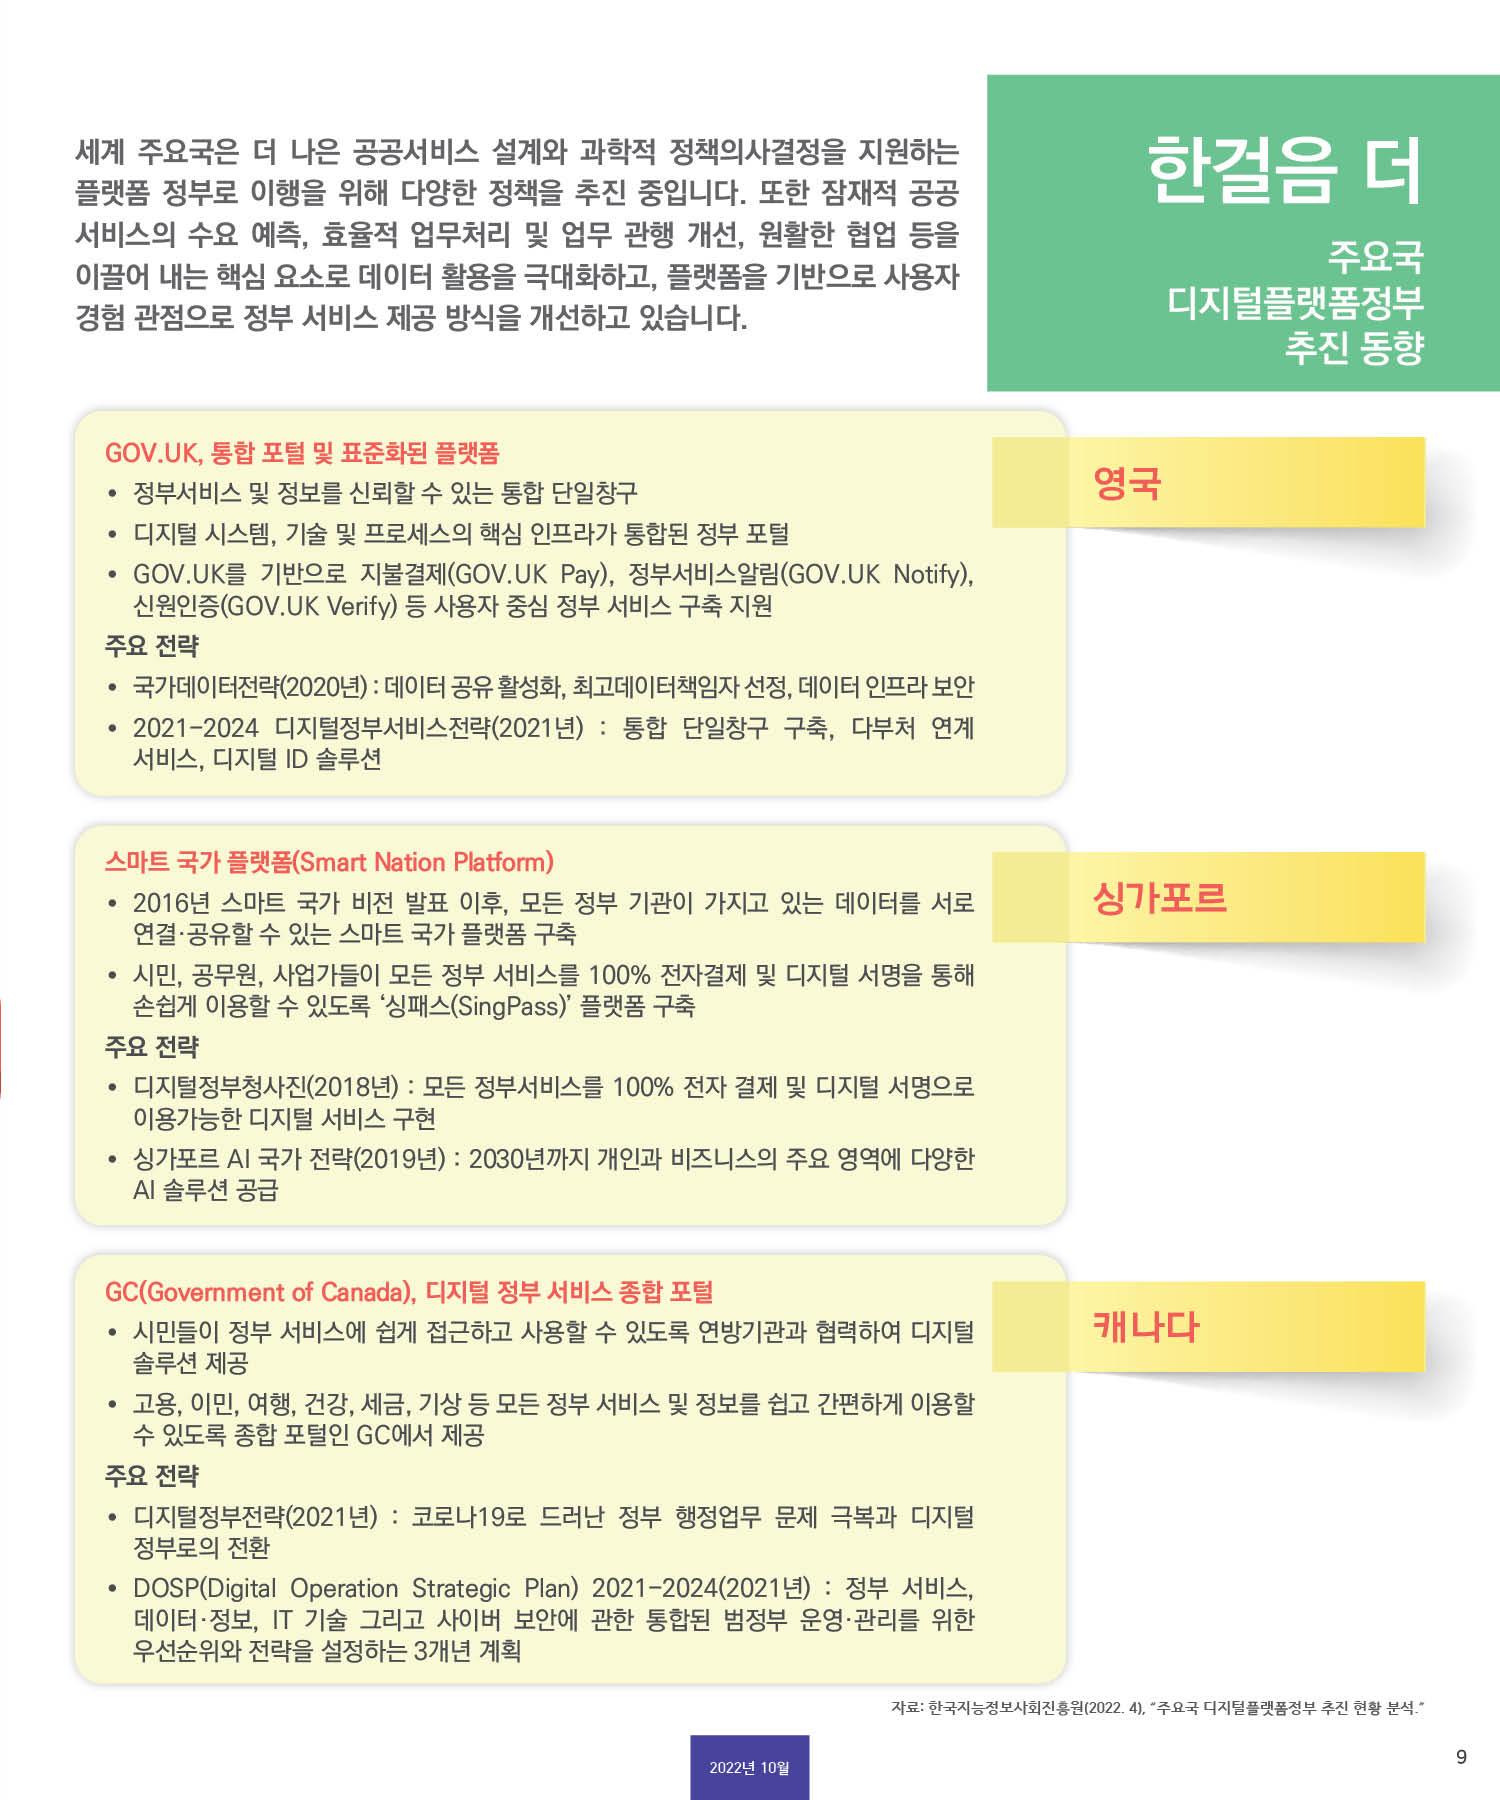 한걸음 더
주요국
디지털플랫폼정부
추진 동향
세계 주요국은 더 나은 공공서비스 설계와 과학적 정책의사결정을 지원하는
플랫폼 정부로 이행을 위해 다양한 정책을 추진 중입니다. 또한 잠재적 공공
서비스의 수요 예측, 효율적 업무처리 및 업무 관행 개선, 원활한 협업 등을
이끌어 내는 핵심 요소로 데이터 활용을 극대화하고, 플랫폼을 기반으로 사용자
경험 관점으로 정부 서비스 제공 방식을 개선하고 있습니다.
영국
GOV.UK, 통합 포털 및 표준화된 플랫폼
• 정부서비스 및 정보를 신뢰할 수 있는 통합 단일창구
• 디지털 시스템, 기술 및 프로세스의 핵심 인프라가 통합된 정부 포털
• GOV.UK를 기반으로 지불결제(GOV.UK Pay), 정부서비스알림(GOV.UK Notify),
신원인증(GOV.UK Verify) 등 사용자 중심 정부 서비스 구축 지원
주요 전략
• 국가데이터전략(2020년) : 데이터 공유 활성화, 최고데이터책임자 선정, 데이터 인프라 보안
• 2021-2024 디지털정부서비스전략(2021년) : 통합 단일창구 구축, 다부처 연계
서비스, 디지털 ID 솔루션
싱가포르
스마트 국가 플랫폼(Smart Nation Platform)
• 2016년 스마트 국가 비전 발표 이후, 모든 정부 기관이 가지고 있는 데이터를 서로
연결·공유할 수 있는 스마트 국가 플랫폼 구축
• 시민, 공무원, 사업가들이 모든 정부 서비스를 100% 전자결제 및 디지털 서명을 통해
손쉽게 이용할 수 있도록 ‘싱패스(SingPass)’ 플랫폼 구축
주요 전략
• 디지털정부청사진(2018년) : 모든 정부서비스를 100% 전자 결제 및 디지털 서명으로
이용가능한 디지털 서비스 구현
• 싱가포르 AI 국가 전략(2019년) : 2030년까지 개인과 비즈니스의 주요 영역에 다양한
AI 솔루션 공급
캐나다
GC(Government of Canada), 디지털 정부 서비스 종합 포털
• 시민들이 정부 서비스에 쉽게 접근하고 사용할 수 있도록 연방기관과 협력하여 디지털
솔루션 제공
• 고용, 이민, 여행, 건강, 세금, 기상 등 모든 정부 서비스 및 정보를 쉽고 간편하게 이용할
수 있도록 종합 포털인 GC에서 제공
주요 전략
• 디지털정부전략(2021년) : 코로나19로 드러난 정부 행정업무 문제 극복과 디지털
정부로의 전환
• DOSP(Digital Operation Strategic Plan) 2021-2024(2021년) : 정부 서비스,
데이터·정보, IT 기술 그리고 사이버 보안에 관한 통합된 범정부 운영·관리를 위한
우선순위와 전략을 설정하는 3개년 계획
자료: 한국지능정보사회진흥원(2022. 4), “주요국 디지털플랫폼정부 추진 현황 분석.”
2022년 10월
9